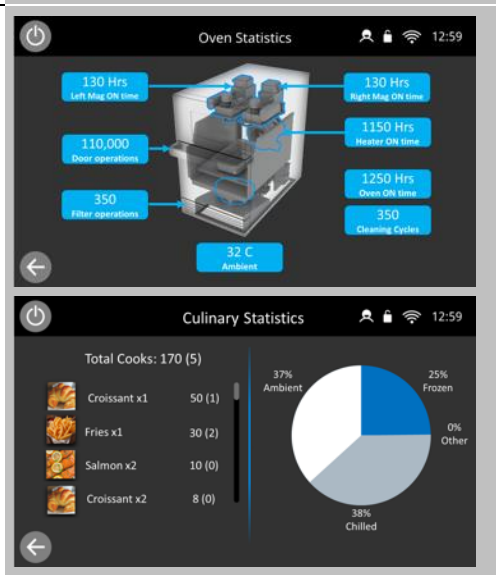 Oven Statistics
12:59
130 Hrs
Left Mag ON time
130 Hrs
Right Mag ON time
110,000
Door operations
1150 Hrs
Heater ON time
1250 Hrs
Oven ON time
350
Filter operations
350
Cleaning Cycles
32 C
Ambient
Culinary Statistics
12:59
Total Cooks: 170 (5)
Croissant x1 50 (1)
Fries x1 30 (2)
Salmon x2 10 (0)
Croissant x2 8 (0)
37%
Ambient
25%
Frozen
0%
Other
38%
Chilled